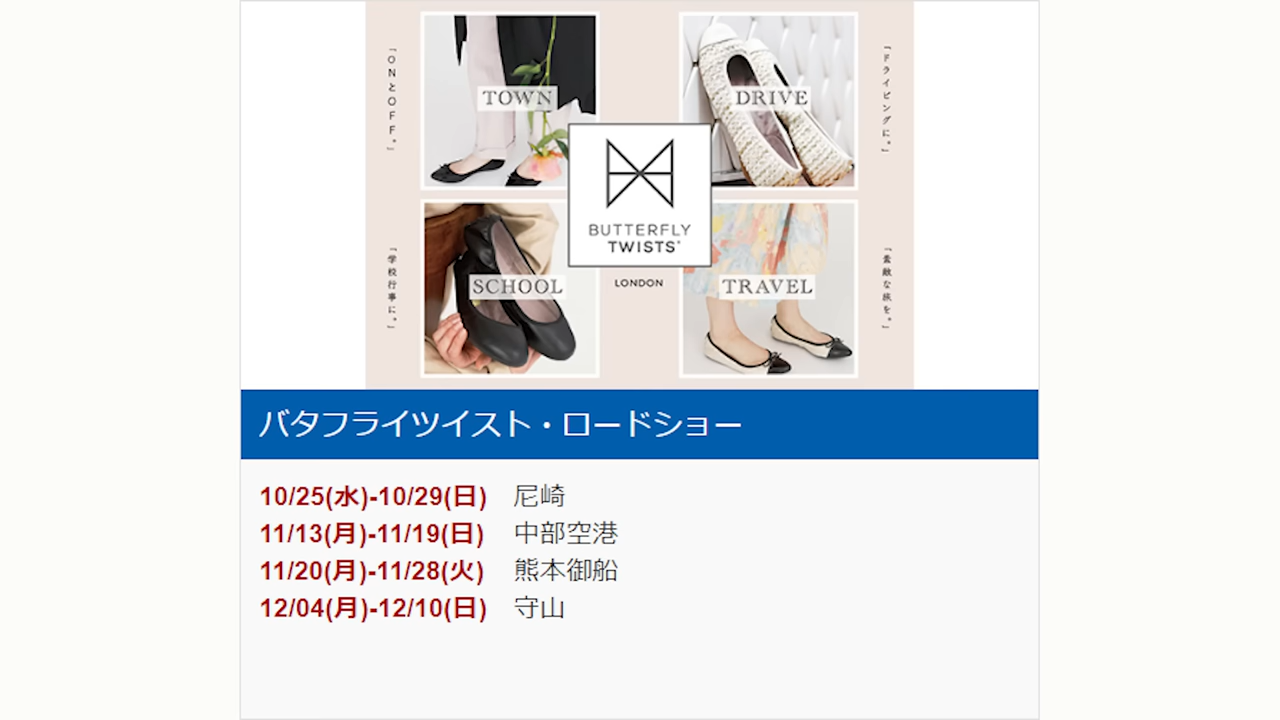 「ONとOFF。」
TOWN
DRIVE
「ドライビングに。」
BUTTERFLY
TWISTS
LONDON
「学校行事に。」
SCHOOL
TRAVEL
「素敵な旅を。」
バタフライツイスト・ロードショー
10/25(水)-10/29(日) 尼崎
11/13(月)-11/19(日) 中部空港
11/20(月)-11/28(火) 熊本御船
12/04(月)-12/10(日) 守山